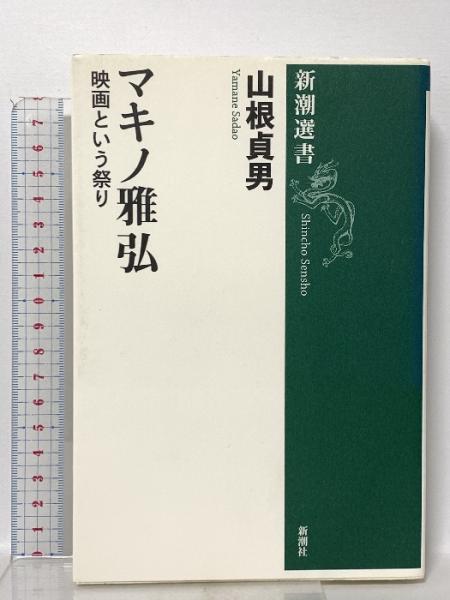 新潮選書
Shincho Sensho
山根貞男
Yamane Sadao
マキノ雅弘
映画という祭り
新潮社